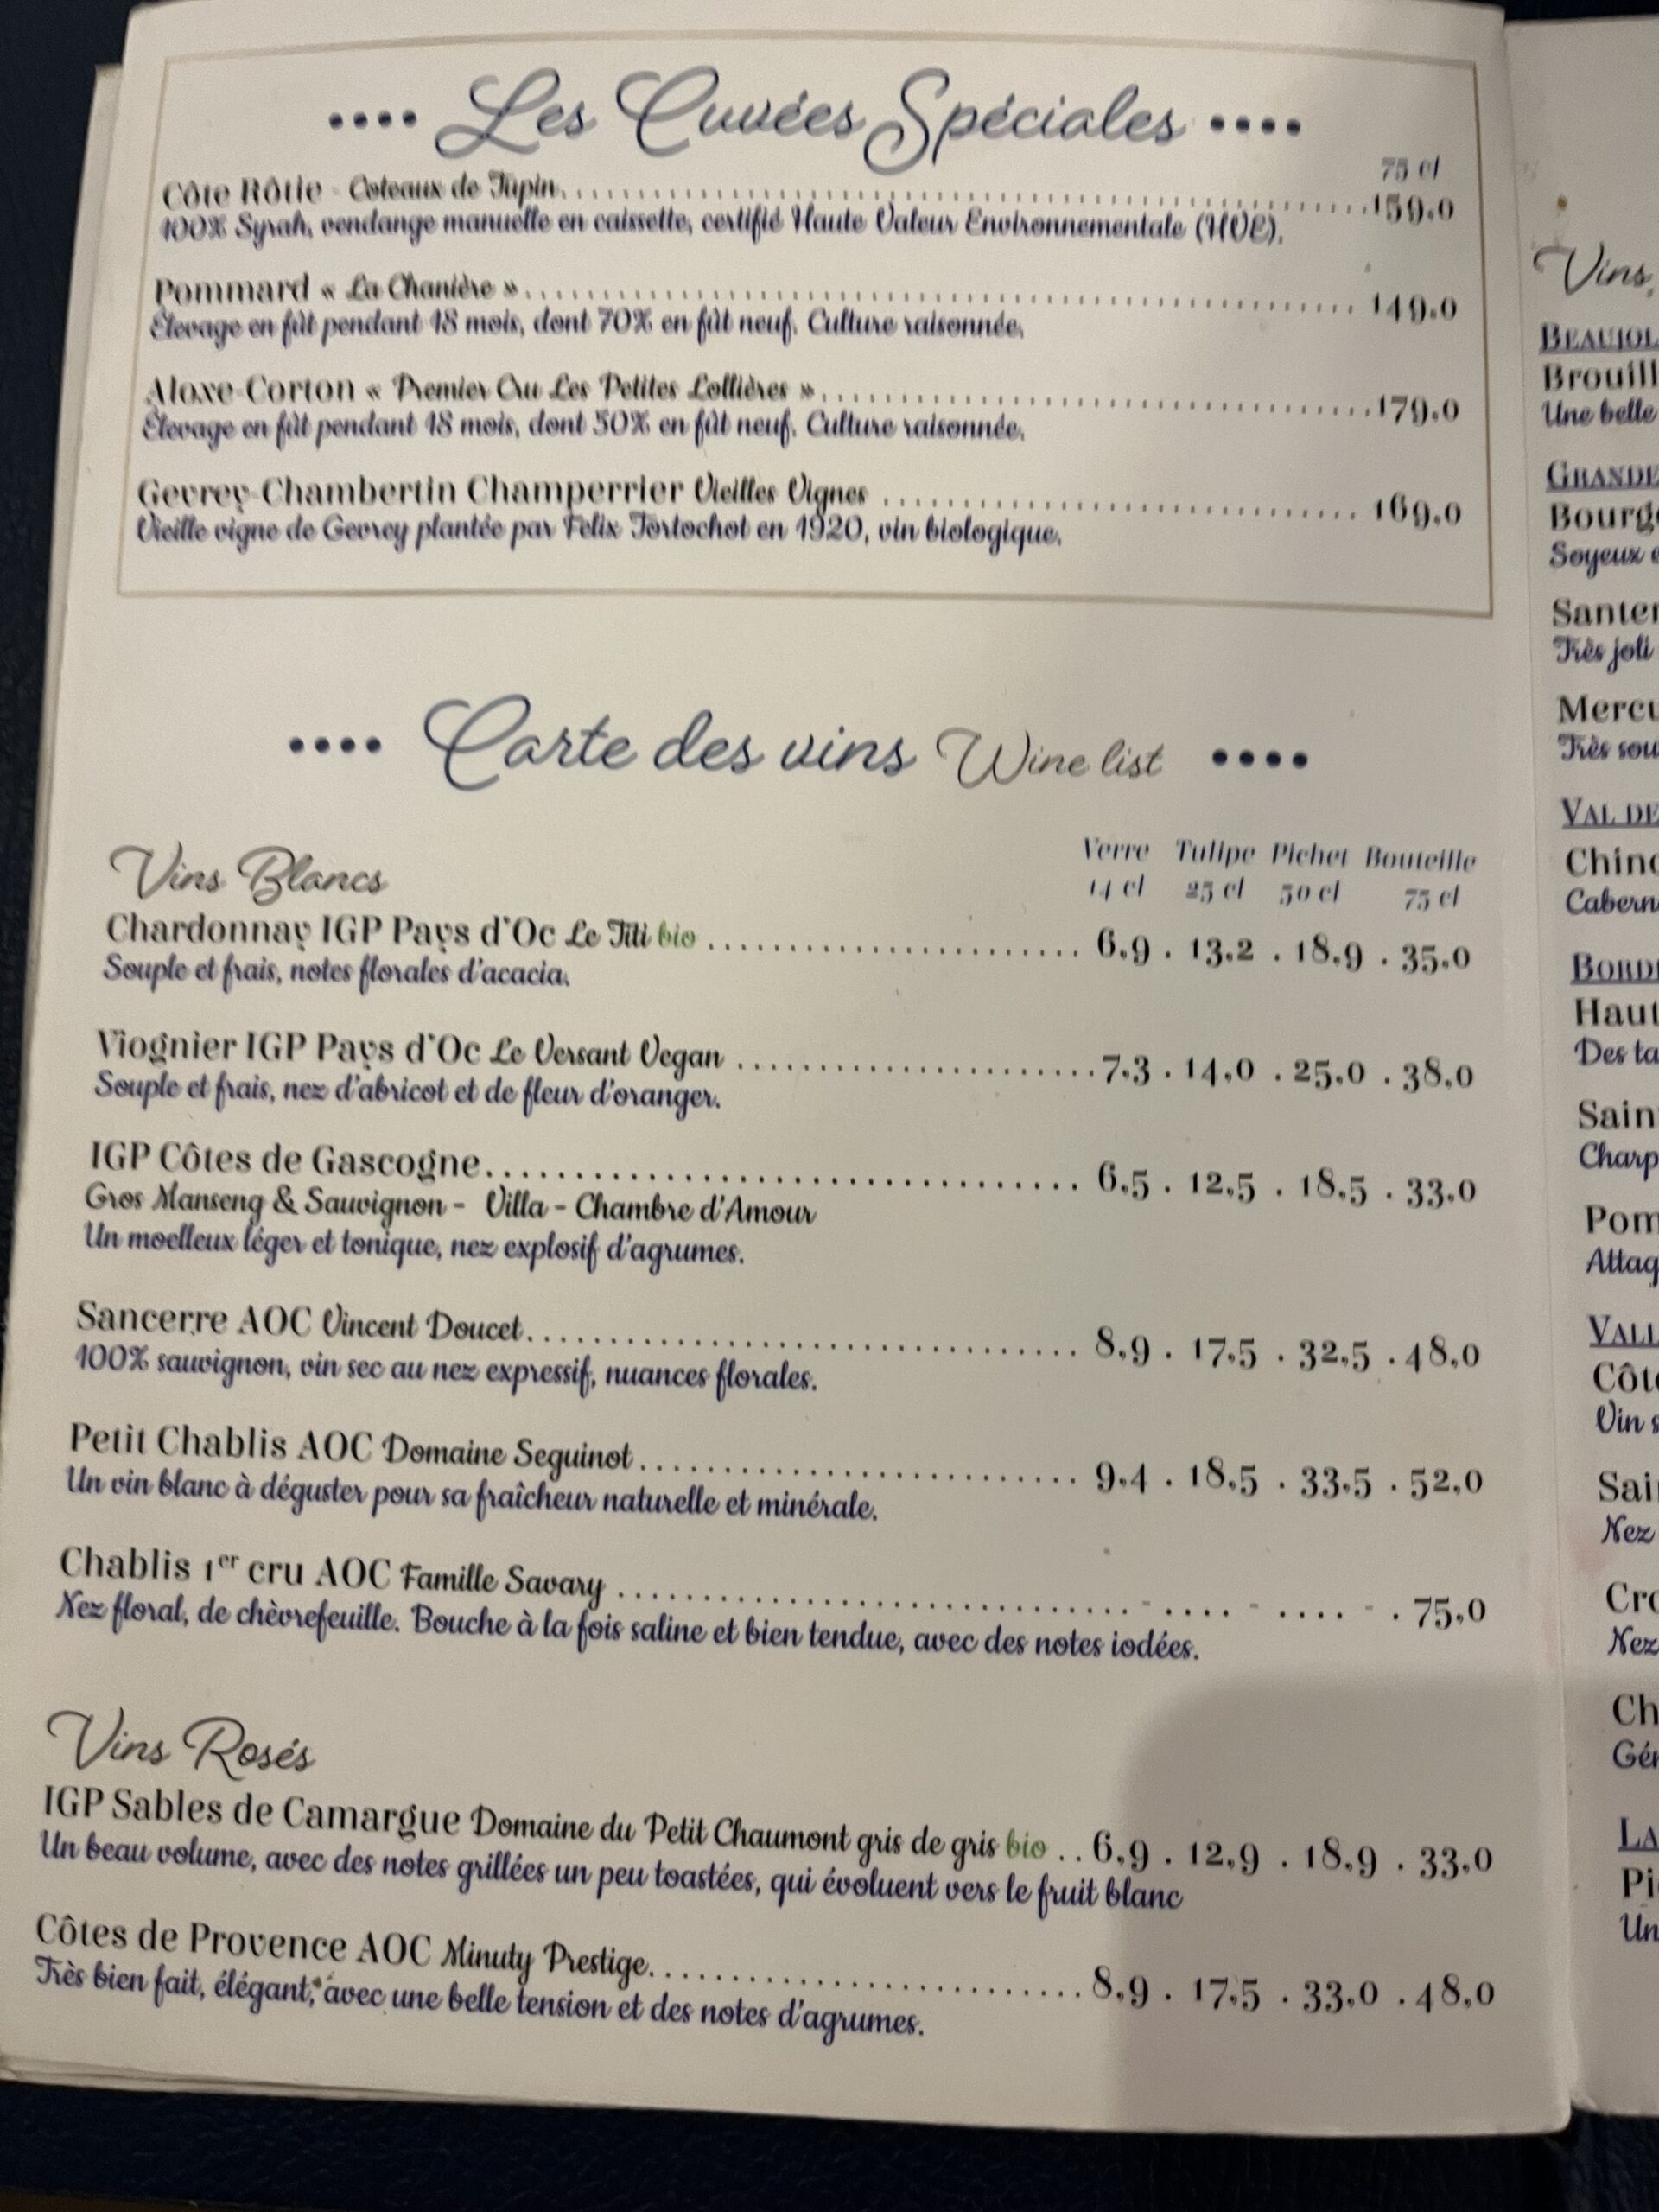 .... Les Cuvées Spéciales ....
75 cl
Côte Rôtie - Coteaux de Tupin.................... 159,0
100% Syrah, vendange manuelle en caissette, certifié Haute Valeur Environnementale (HVE).
Pommard « La Chanière ».................... 149,0
Élevage en fût pendant 18 mois, dont 70% en fût neuf. Culture raisonnée.
Aloxe-Corton « Premier Cru Les Petites Lollières ».................... 179,0
Élevage en fût pendant 18 mois, dont 50% en fût neuf. Culture raisonnée.
Gevrey-Chambertin Champerrier Vieilles Vignes .................... 169,0
Vieille vigne de Gevrey plantée par Felix Tortochot en 1920, vin biologique.
.... Carte des vins Wine list ....
Vins Blancs
Verre Tulipe Pichet Bouteille
14 cl 25 cl 50 cl 75 cl
Chardonnay IGP Pays d'Oc Le Titi bio .................... 6,9 . 13,2 . 18,9 . 35,0
Souple et frais, notes florales d'acacia.
Viognier IGP Pays d'Oc Le Versant Vegan .................... 7,3 . 14,0 . 25,0 . 38,0
Souple et frais, nez d'abricot et de fleur d'oranger.
IGP Côtes de Gascogne.................... 6,5 . 12,5 . 18,5 . 33,0
Gros Manseng & Sauvignon - Villa - Chambre d'Amour
Un moelleux léger et tonique, nez explosif d'agrumes.
Sancerre AOC Vincent Doucet.................... 8,9 . 17,5 . 32,5 . 48,0
100% sauvignon, vin sec au nez expressif, nuances florales.
Petit Chablis AOC Domaine Seguinot.................... 9,4 . 18,5 . 33,5 . 52,0
Un vin blanc à déguster pour sa fraîcheur naturelle et minérale.
Chablis 1er cru AOC Famille Savary .................... - .... - .... - . 75,0
Nez floral, de chèvrefeuille. Bouche à la fois saline et bien tendue, avec des notes iodées.
Vins Rosés
IGP Sables de Camargue Domaine du Petit Chaumont gris de gris bio .. 6,9 . 12,9 . 18,9 . 33,0
Un beau volume, avec des notes grillées un peu toastées, qui évoluent vers le fruit blanc
Côtes de Provence AOC Minuty Prestige.................... 8,9 . 17,5 . 33,0 . 48,0
Très bien fait, élégant, avec une belle tension et des notes d'agrumes.
Vins
Une belle
Soyeux
Très joli
Des
Vin
Nez
Nez